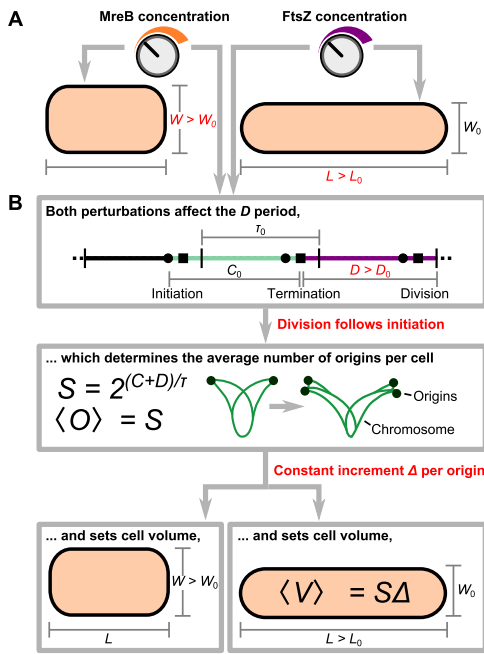 A
MreB concentration
FtsZ concentration
W > W₀
W₀
L > L₀
B
Both perturbations affect the D period,
τ₀
C₀
D > D₀
Initiation
Termination
Division
Division follows initiation
... which determines the average number of origins per cell
S = 2^(C+D)/τ
⟨O⟩ = S
Origins
Chromosome
Constant increment Δ per origin
... and sets cell volume,
W > W₀
L
... and sets cell volume,
⟨V⟩ = SΔ
W₀
L > L₀